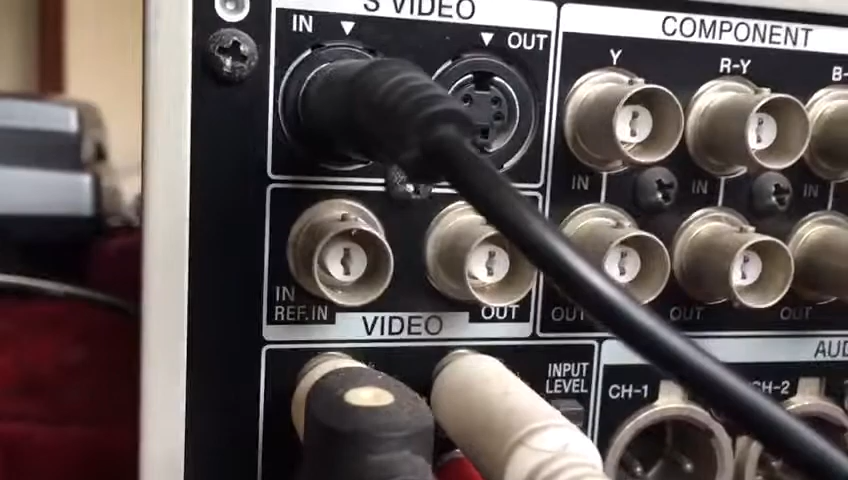 S VIDEO
IN
OUT
COMPONENT
Y
R-Y
B-
IN
IN
IN
IN
REF.IN
VIDEO
OUT
OUT
OUT
OUT
INPUT
LEVEL
CH-1
CH-2
AUD